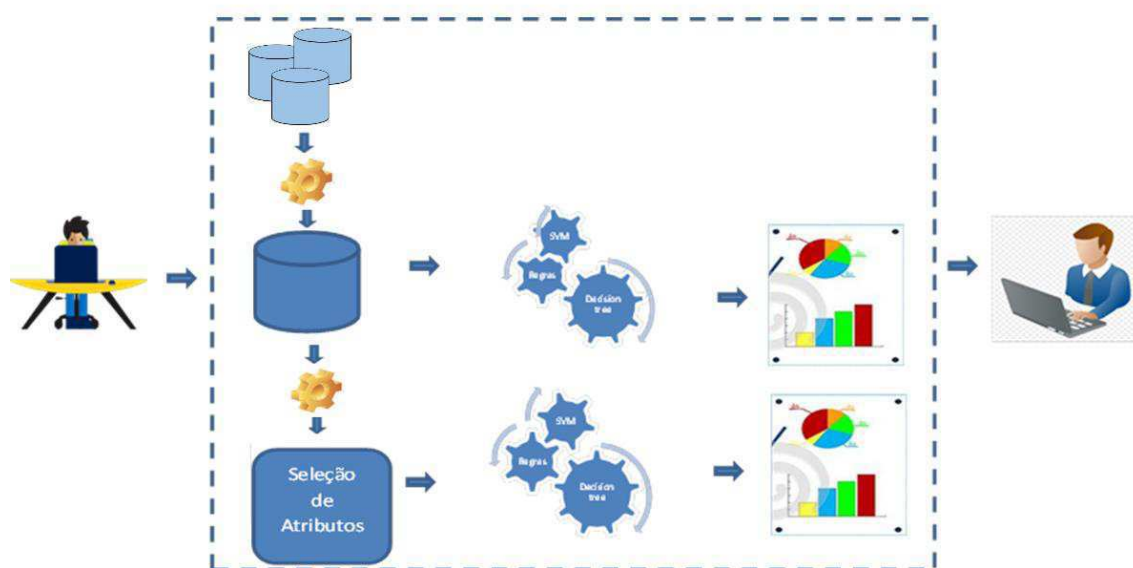 SVM
Regras
Decision
tree
SVM
Regras
Decision
tree
Seleção
de
Atributos